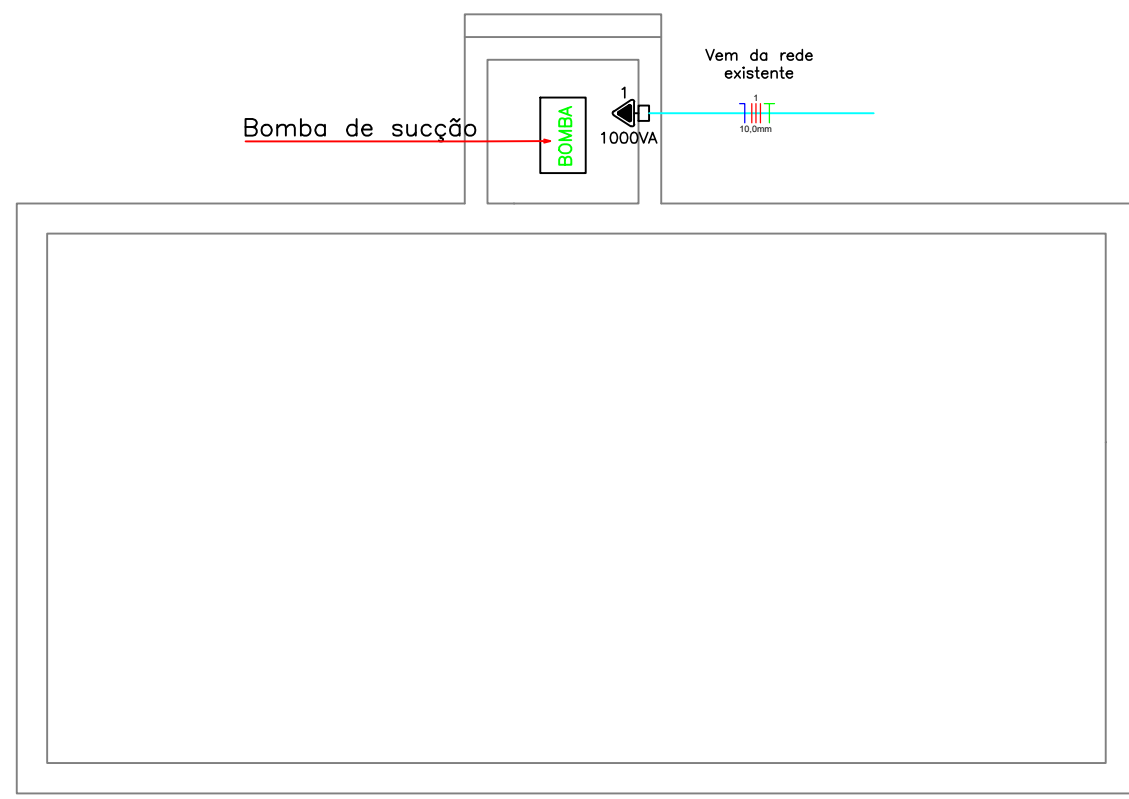 Vem da rede
existente
1
1
10,0mm
Bomba de sucção
BOMBA
1000VA